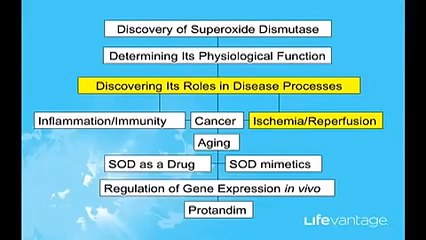 Discovery of Superoxide Dismutase
Determining Its Physiological Function
Discovering Its Roles in Disease Processes
Inflammation/Immunity
Cancer
Ischemia/Reperfusion
Aging
SOD as a Drug
SOD mimetics
Regulation of Gene Expression in vivo
Protandim
Lifevantage